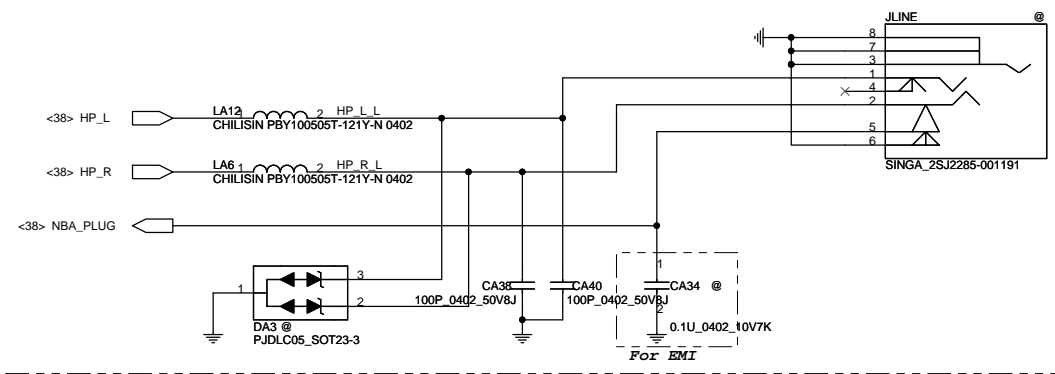 JLINE @
8
7
3
1
4
2
5
6
SINGA_2SJ2285-001191
<38> HP_L
LA12 1 2 HP_L_L
CHILISIN PBY100505T-121Y-N 0402
<38> HP_R
LA6 1 2 HP_R_L
CHILISIN PBY100505T-121Y-N 0402
<38> NBA_PLUG
1 3
2
DA3 @
PJDLC05_SOT23-3
CA38
100P_0402_50V8J
CA40
100P_0402_50V8J
1
CA34 @
2
0.1U_0402_10V7K
For EMI